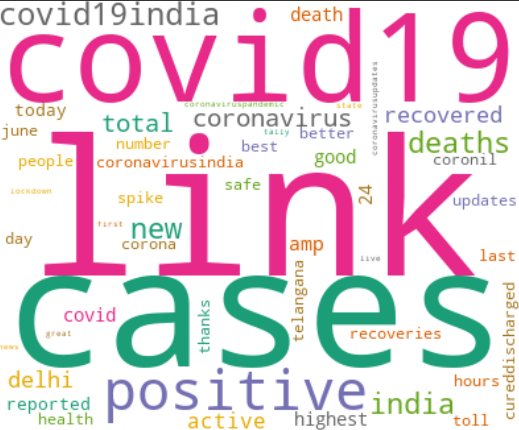 covid19india
death
covid19
coronaviruspandemic
state
coronavirusupdates
today
coronavirus
recovered
june
total
tally
better
deaths
number
best
people
coronavirusindia
good
coronil
lockdown
safe
24
spike
updates
first
new
day
corona
amp
live
last
link
cases
covid
thanks
telangana
great
recoveries
cureddischarged
news
delhi
positive
hours
reported
india
health
active
highest
toll